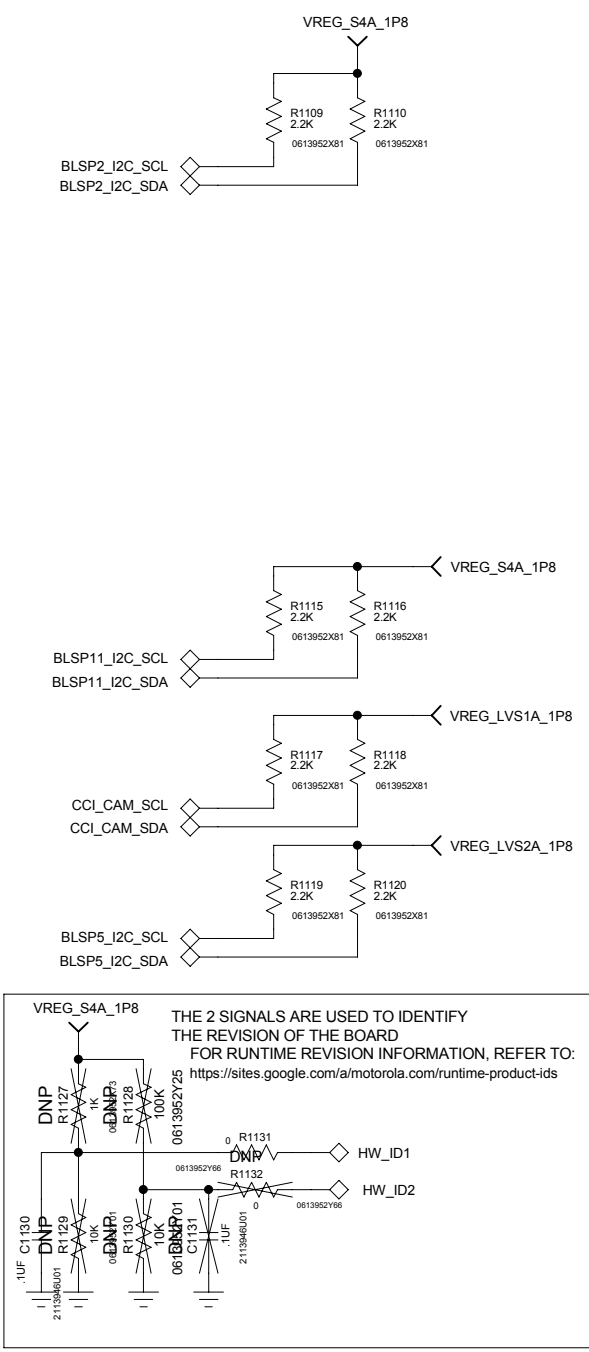 VREG_S4A_1P8
R1109
2.2K
0613952X81
R1110
2.2K
0613952X81
BLSP2_I2C_SCL
BLSP2_I2C_SDA
VREG_S4A_1P8
R1115
2.2K
0613952X81
R1116
2.2K
0613952X81
BLSP11_I2C_SCL
BLSP11_I2C_SDA
VREG_LVS1A_1P8
R1117
2.2K
0613952X81
R1118
2.2K
0613952X81
CCI_CAM_SCL
CCI_CAM_SDA
VREG_LVS2A_1P8
R1119
2.2K
0613952X81
R1120
2.2K
0613952X81
BLSP5_I2C_SCL
BLSP5_I2C_SDA
VREG_S4A_1P8
THE 2 SIGNALS ARE USED TO IDENTIFY
THE REVISION OF THE BOARD
FOR RUNTIME REVISION INFORMATION, REFER TO:
https://sites.google.com/a/motorola.com/runtime-product-ids
DNP
R1127
1K
DNP
R1128
100K
0613952Y25
0
R1131
0613952Y66
HW_ID1
DNP
R1132
0
0613952Y66
HW_ID2
.1UF
C1130
2113946U01
DNP
R1129
10K
DNP
R1130
10K
0613952Y01
DNP
C1131
.1UF
2113946U01